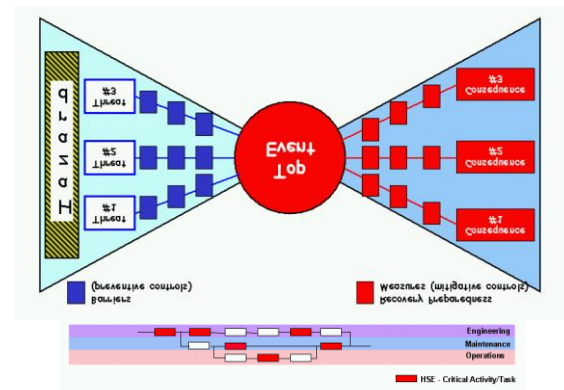 Hazard
Threat
#1
Threat
#2
Threat
#3
Top
Event
Consequence
#1
Consequence
#2
Consequence
#3
Barriers
(preventive controls)
Recovery Preparedness
Measures (mitigative controls)
Engineering
Maintenance
Operations
HSE - Critical Activity/Task